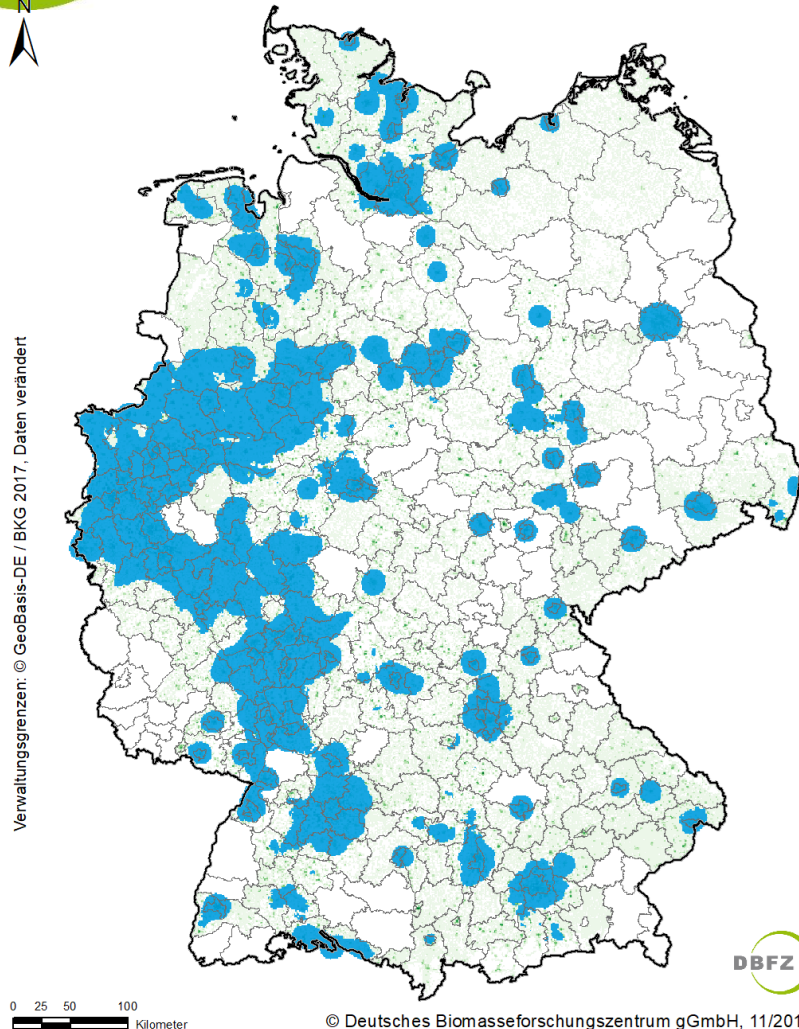 N
Verwaltungsgrenzen: © GeoBasis-DE / BKG 2017, Daten verändert
DBFZ
0 25 50 100
Kilometer
© Deutsches Biomasseforschungszentrum gGmbH, 11/201